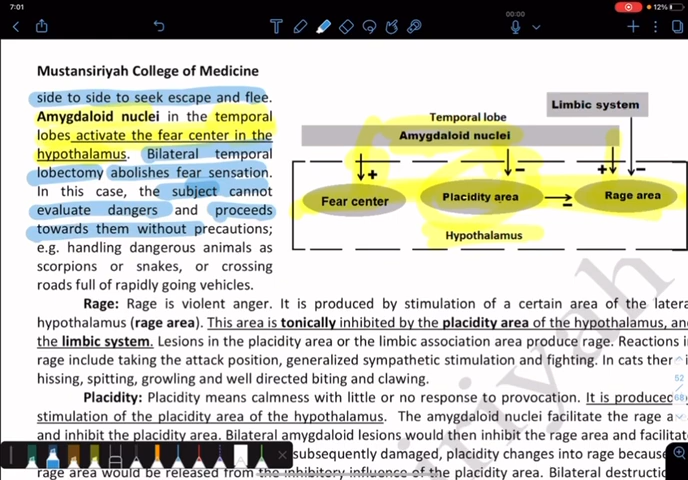 7:01
00:00
12%
Mustansiriyah College of Medicine
side to side to seek escape and flee.
Amygdaloid nuclei in the temporal
lobes activate the fear center in the
hypothalamus. Bilateral temporal
lobectomy abolishes fear sensation.
In this case, the subject cannot
evaluate dangers and proceeds
towards them without precautions;
e.g. handling dangerous animals as
scorpions or snakes, or crossing
roads full of rapidly going vehicles.
Limbic system
Temporal lobe
Amygdaloid nuclei
+ − + −
Fear center
Placidity area
−
Rage area
Hypothalamus
Rage: Rage is violent anger. It is produced by stimulation of a certain area of the
hypothalamus (rage area). This area is tonically inhibited by the placidity area of the hypothalamus,
the limbic system. Lesions in the placidity area or the limbic association area produce rage. Reactions
rage include taking the attack position, generalized sympathetic stimulation and fighting. In cats
hissing, spitting, growling and well directed biting and clawing.
52
Placidity: Placidity means calmness with little or no response to provocation. It is produced
68
stimulation of the placidity area of the hypothalamus. The amygdaloid nuclei facilitate the rage
and inhibit the placidity area. Bilateral amygdaloid lesions would then inhibit the rage area and
subsequently damaged, placidity changes into rage because
rage area would be released from the inhibitory influence of the placidity area. Bilateral